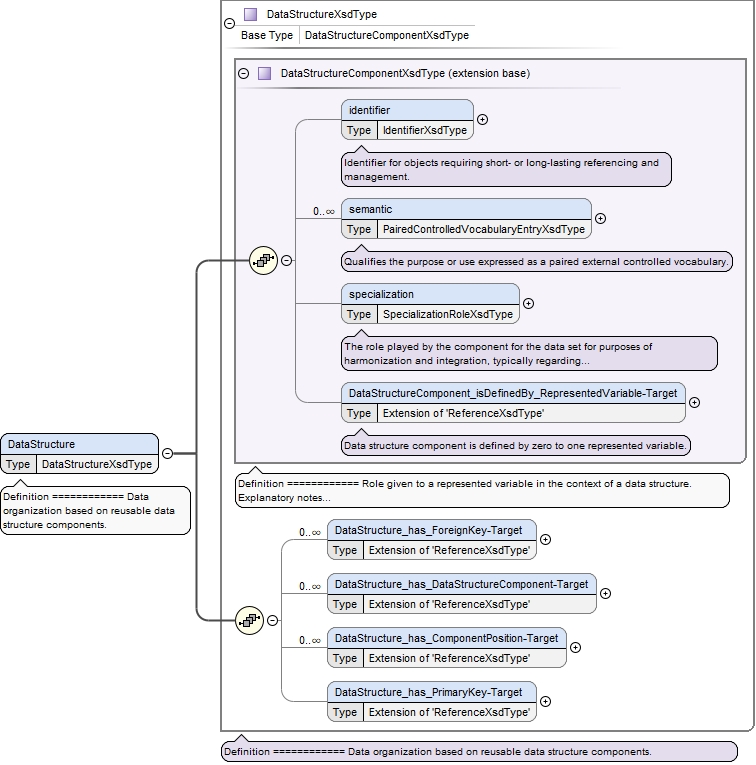 DataStructureXsdType
Base Type DataStructureComponentXsdType
DataStructureComponentXsdType (extension base)
identifier
Type IdentifierXsdType
Identifier for objects requiring short- or long-lasting referencing and
management.
0..∞
semantic
Type PairedControlledVocabularyEntryXsdType
Qualifies the purpose or use expressed as a paired external controlled vocabulary.
specialization
Type SpecializationRoleXsdType
The role played by the component for the data set for purposes of
harmonization and integration, typically regarding...
DataStructureComponent_isDefinedBy_RepresentedVariable-Target
Type Extension of 'ReferenceXsdType'
Data structure component is defined by zero to one represented variable.
DataStructure
Type DataStructureXsdType
Definition ============ Data
organization based on reusable data
structure components.
Definition ============ Role given to a represented variable in the context of a data structure.
Explanatory notes...
0..∞
DataStructure_has_ForeignKey-Target
Type Extension of 'ReferenceXsdType'
0..∞
DataStructure_has_DataStructureComponent-Target
Type Extension of 'ReferenceXsdType'
0..∞
DataStructure_has_ComponentPosition-Target
Type Extension of 'ReferenceXsdType'
DataStructure_has_PrimaryKey-Target
Type Extension of 'ReferenceXsdType'
Definition ============ Data organization based on reusable data structure components.